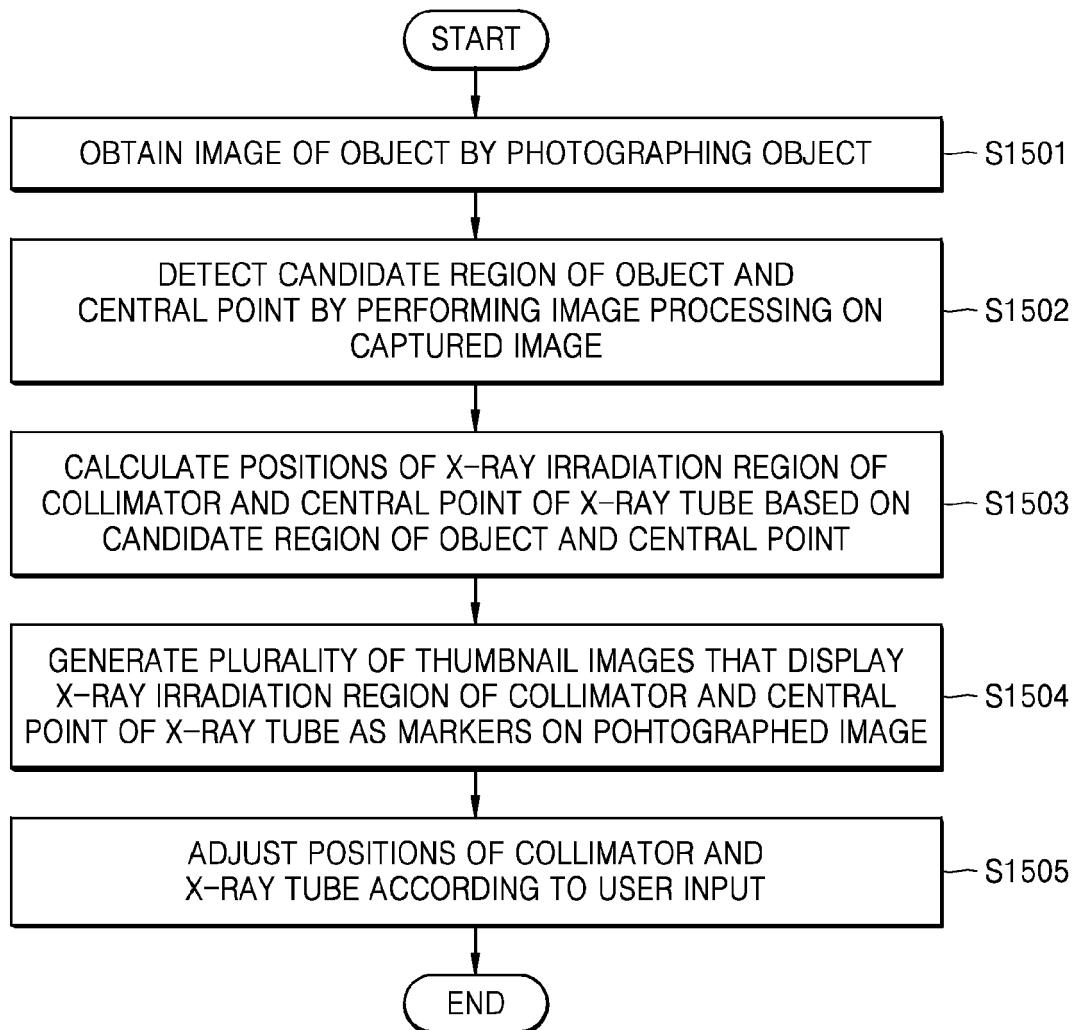 START
OBTAIN IMAGE OF OBJECT BY PHOTOGRAPHING OBJECT
S1501
DETECT CANDIDATE REGION OF OBJECT AND
CENTRAL POINT BY PERFORMING IMAGE PROCESSING ON
CAPTURED IMAGE
S1502
CALCULATE POSITIONS OF X-RAY IRRADIATION REGION OF
COLLIMATOR AND CENTRAL POINT OF X-RAY TUBE BASED ON
CANDIDATE REGION OF OBJECT AND CENTRAL POINT
S1503
GENERATE PLURALITY OF THUMBNAIL IMAGES THAT DISPLAY
X-RAY IRRADIATION REGION OF COLLIMATOR AND CENTRAL
POINT OF X-RAY TUBE AS MARKERS ON POHTOGRAPHED IMAGE
S1504
ADJUST POSITIONS OF COLLIMATOR AND
X-RAY TUBE ACCORDING TO USER INPUT
S1505
END